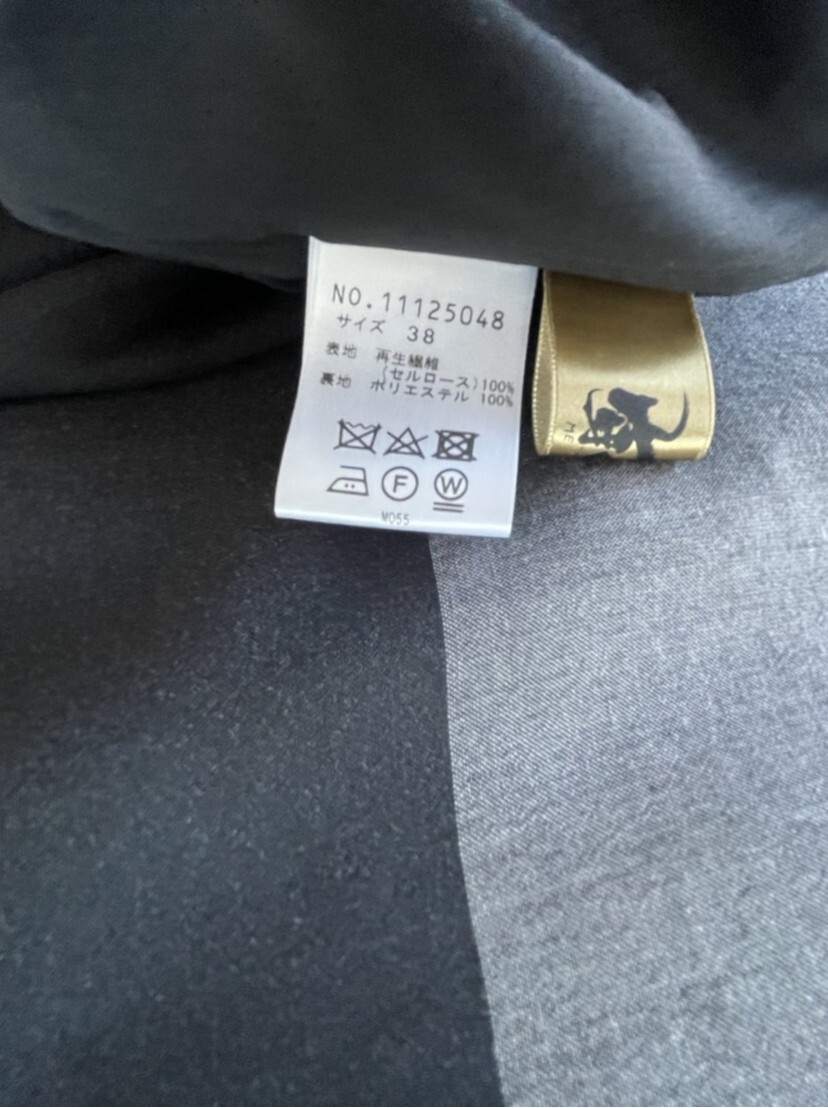 NO.11125048
サイズ 38
表地 再生繊維
(セルロース)100%
裏地 ポリエステル 100%
F W
M055
ME